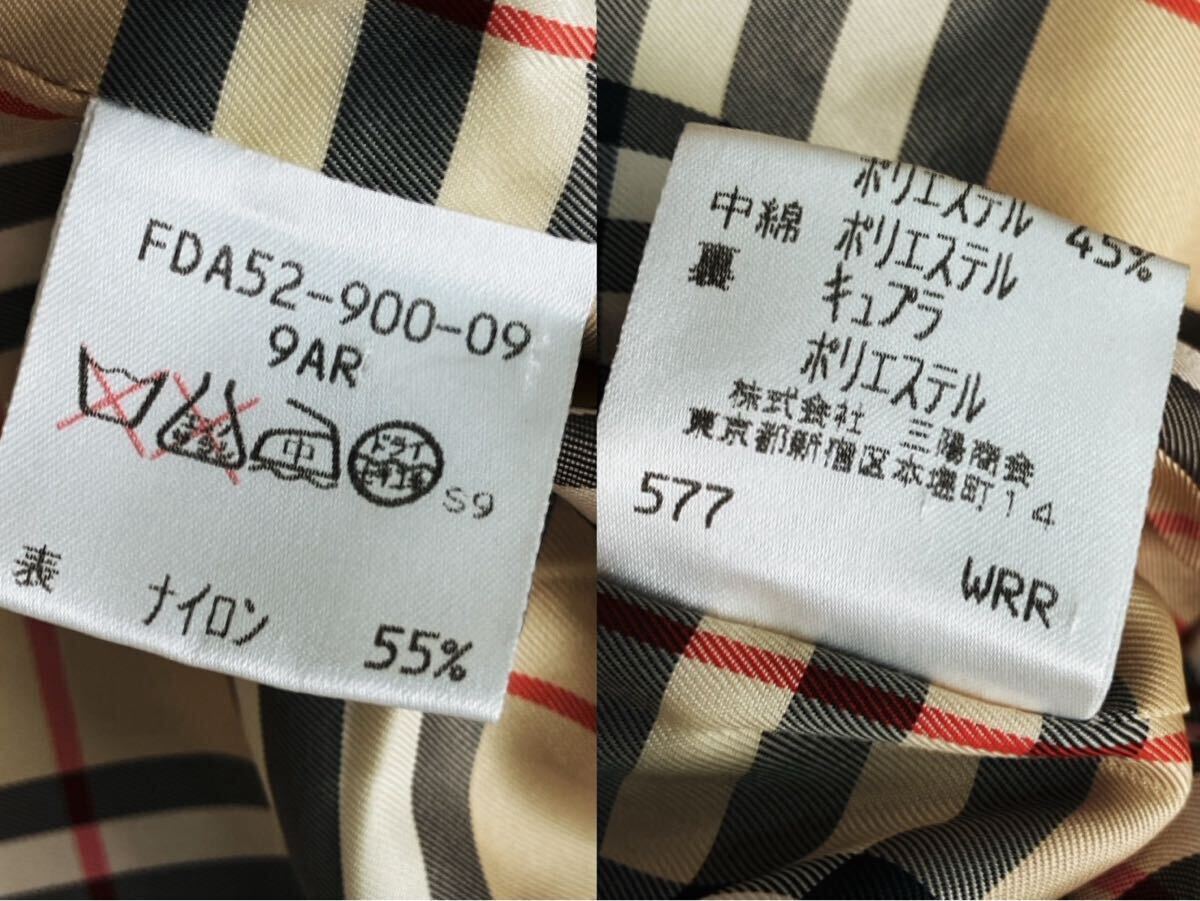 FDA52-900-09
9AR
中
ドライ
S9
表 ナイロン 55%
ポリエステル 45%
中綿 ポリエステル
裏 キュプラ
ポリエステル
株式会社 三陽商会
東京都新宿区本塩町14
577
WRR